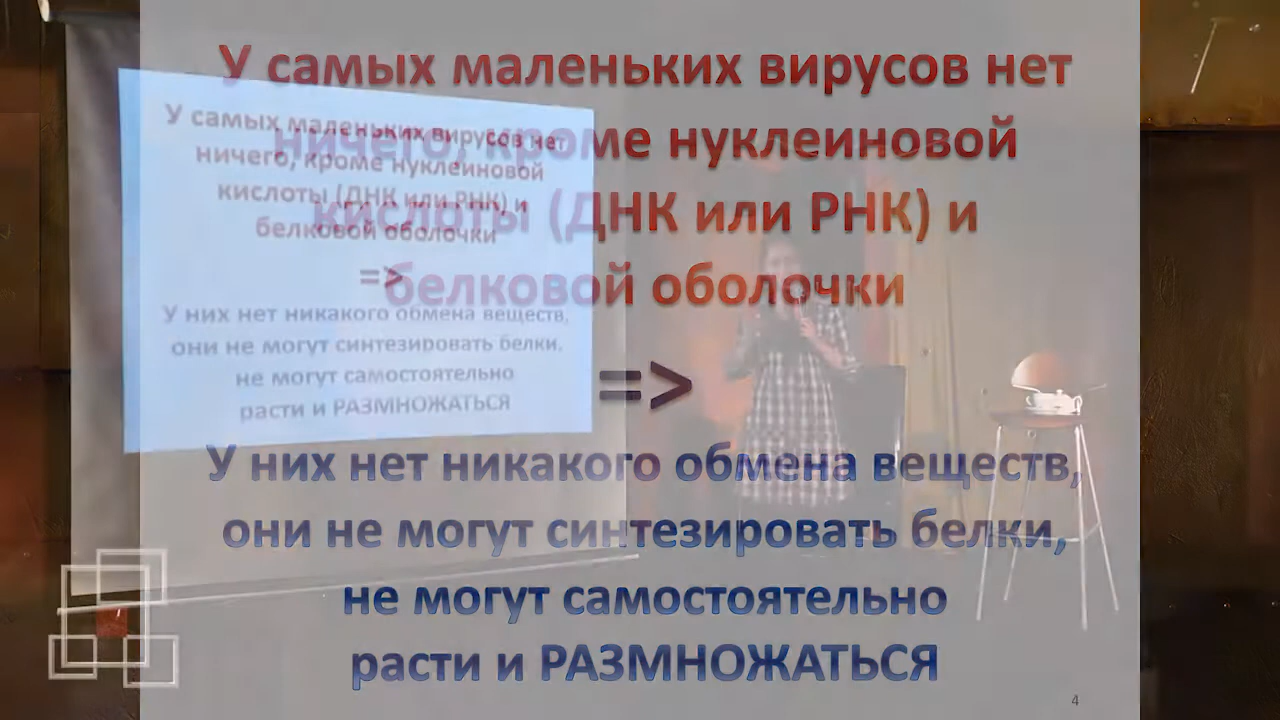 У самых маленьких вирусов нет
ничего, кроме нуклеиновой
кислоты (ДНК или РНК) и
белковой оболочки
=>
У них нет никакого обмена веществ,
они не могут синтезировать белки,
не могут самостоятельно
расти и РАЗМНОЖАТЬСЯ
4
У самых маленьких вирусов нет
ничего, кроме нуклеиновой
кислоты (ДНК или РНК) и
белковой оболочки
=>
У них нет никакого обмена веществ,
они не могут синтезировать белки,
не могут самостоятельно
расти и РАЗМНОЖАТЬСЯ